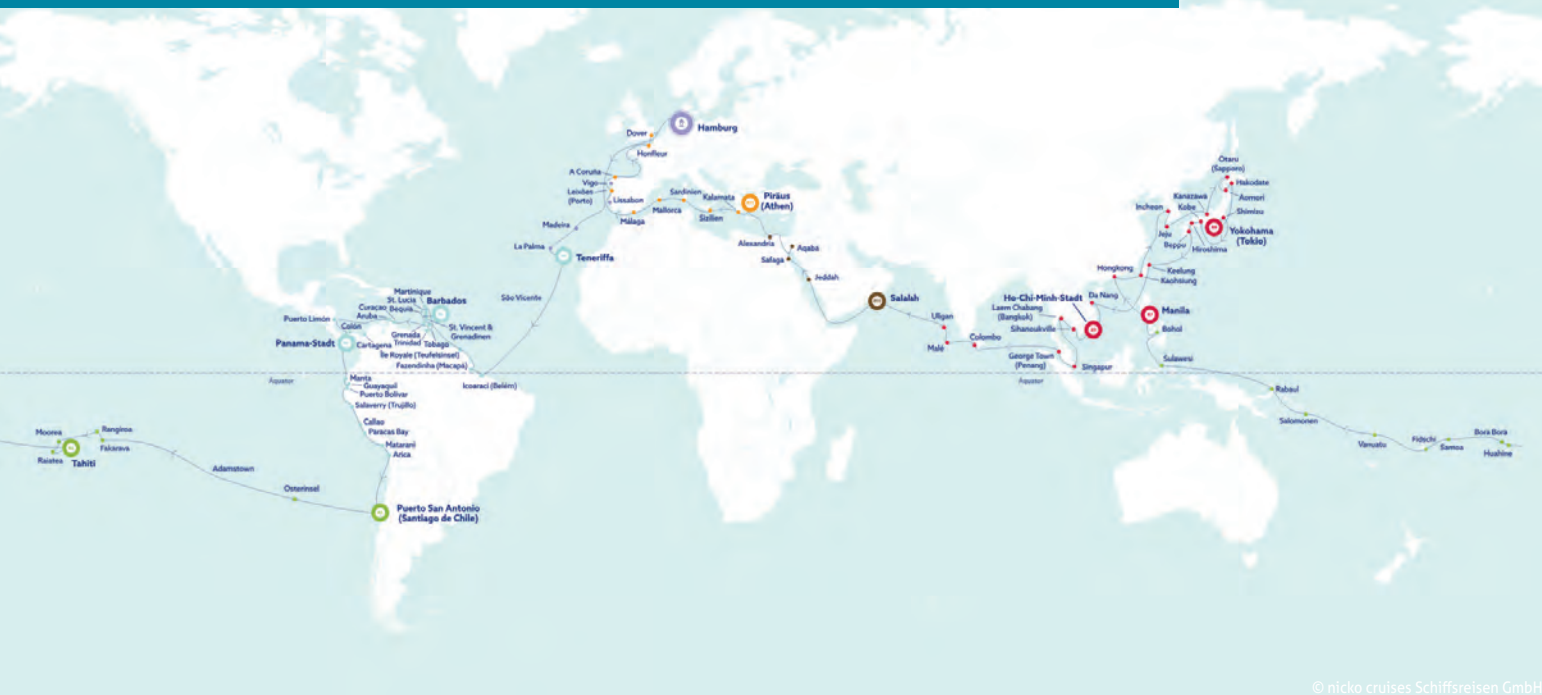 Hamburg
Dover
Honfleur
A Coruña
Vigo
Leixões
(Porto)
Lissabon
Málaga
Mallorca
Sardinien
Sizilien
Kalamata
Piräus
(Athen)
Madeira
La Palma
Teneriffa
São Vicente
Alexandria
Safaga
Aqaba
Jeddah
Salalah
Uligan
Malé
Colombo
George Town
(Penang)
Singapur
Äquator
Ho-Chi-Minh-Stadt
Laem Chabang
(Bangkok)
Sihanoukville
Da Nang
Hongkong
Keelung
Kaohsiung
Manila
Bohol
Sulawesi
Otaru
(Sapporo)
Hakodate
Aomori
Kanazawa
Kobe
Shimizu
Incheon
Jeju
Beppu
Hiroshima
Yokohama
(Tokio)
Rabaul
Salomonen
Vanuatu
Fidschi
Samoa
Bora Bora
Huahine
Martinique
St. Lucia
Barbados
Curaçao
Bequia
Aruba
Puerto Limón
Colón
St. Vincent &
Grenadinen
Grenada
Trinidad
Tobago
Panama-Stadt
Cartagena
Île Royale (Teufelsinsel)
Fazendinha (Macapá)
Icoaraci (Belém)
Äquator
Manta
Guayaquil
Puerto Bolívar
Salaverry (Trujillo)
Callao
Paracas Bay
Matarani
Arica
Puerto San Antonio
(Santiago de Chile)
Moorea
Raiatea
Tahiti
Rangiroa
Fakarava
Adamstown
Osterinsel
© nicko cruises Schiffsreisen GmbH